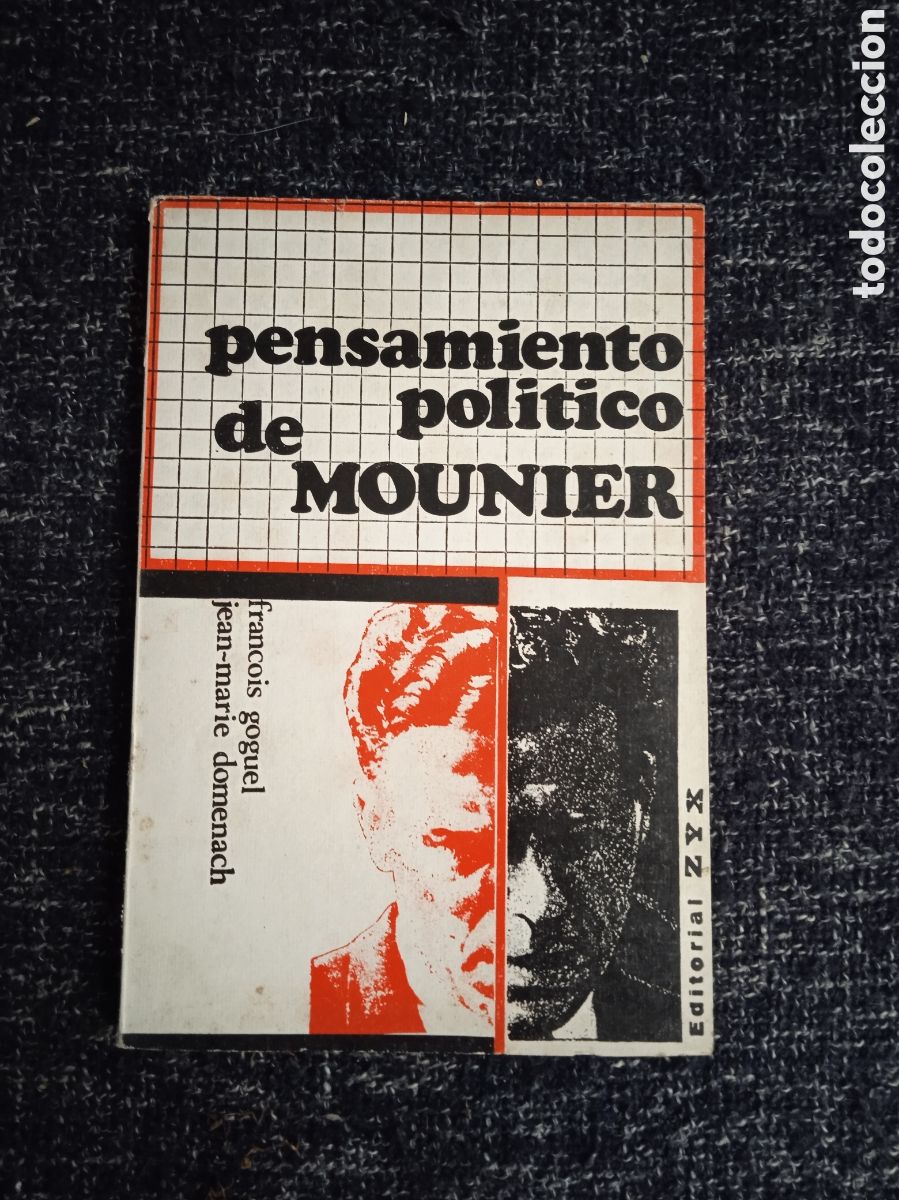 pensamiento
politico
de
MOUNIER
francois goguel
jean-marie domenach
Editorial ZYX
todocoleccion